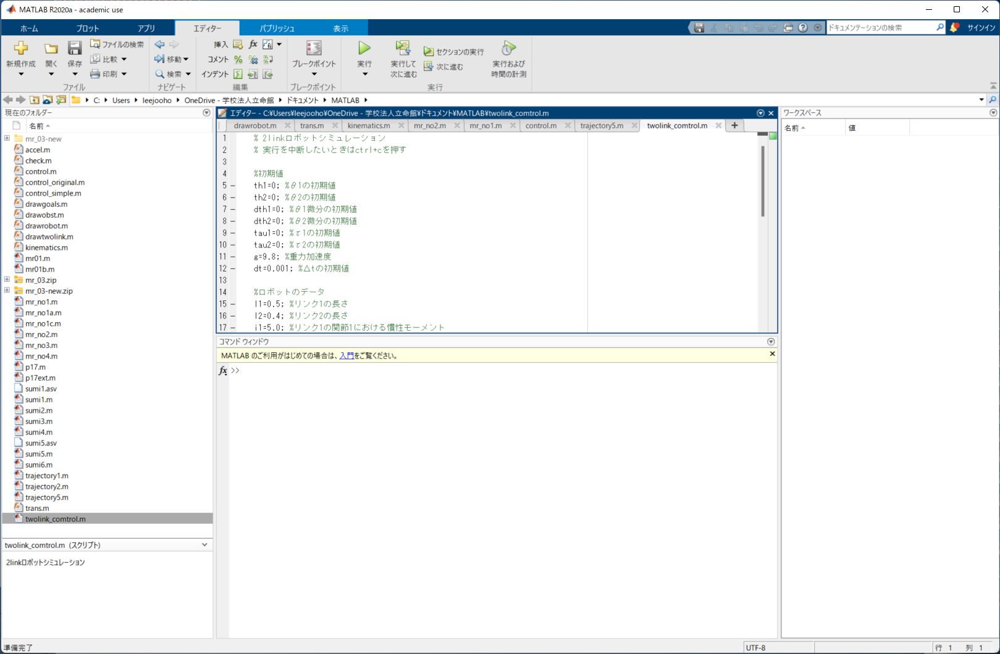 MATLAB R2020a - academic use
ホーム プロット アプリ エディター パブリッシュ 表示 ドキュメンテーションの検索 サインイン
新規作成 開く 保存 ファイルの検索 比較 印刷 移動 検索
挿入 コメント インデント ブレークポイント 実行 実行して次に進む セクションの実行 次に進む 実行および時間の計測
ファイル ナビゲート 編集 ブレークポイント 実行
C: Users leejooho OneDrive - 学校法人立命館 ドキュメント MATLAB
現在のフォルダー
名前
mr_03-new
accel.m
check.m
control.m
control_original.m
control_simple.m
drawgoals.m
drawobst.m
drawrobot.m
drawtwolink.m
kinematics.m
mr01.m
mr01b.m
mr_03.zip
mr_03-new.zip
mr_no1.m
mr_no1a.m
mr_no1c.m
mr_no2.m
mr_no3.m
mr_no4.m
p17.m
p17ext.m
sumi1.asv
sumi1.m
sumi2.m
sumi3.m
sumi4.m
sumi5.asv
sumi5.m
sumi6.m
trajectory1.m
trajectory2.m
trajectory5.m
trans.m
twolink_comtrol.m
twolink_comtrol.m (スクリプト)
2linkロボットシミュレーション
エディター - C:¥Users¥leejooho¥OneDrive - 学校法人立命館¥ドキュメント¥MATLAB¥twolink_comtrol.m
drawrobot.m trans.m kinematics.m mr_no2.m mr_no1.m control.m trajectory5.m twolink_comtrol.m +
1 % 2linkロボットシミュレーション
2 % 実行を中断したいときはctrl+cを押す
3
4 %初期値
5 – th1=0; %θ1の初期値
6 – th2=0; %θ2の初期値
7 – dth1=0; %θ1微分の初期値
8 – dth2=0; %θ2微分の初期値
9 – tau1=0; %τ1の初期値
10 – tau2=0; %τ2の初期値
11 – g=9.8; %重力加速度
12 – dt=0.001; %△tの初期値
13
14 %ロボットのデータ
15 – l1=0.5; %リンク1の長さ
16 – l2=0.4; %リンク2の長さ
17 – i1=5.0; %リンク1の関節1における慣性モーメント
コマンド ウィンドウ
MATLAB のご利用がはじめての場合は、入門をご覧ください。
fx >>
ワークスペース
名前 値
準備完了 UTF-8 行 1 列 1